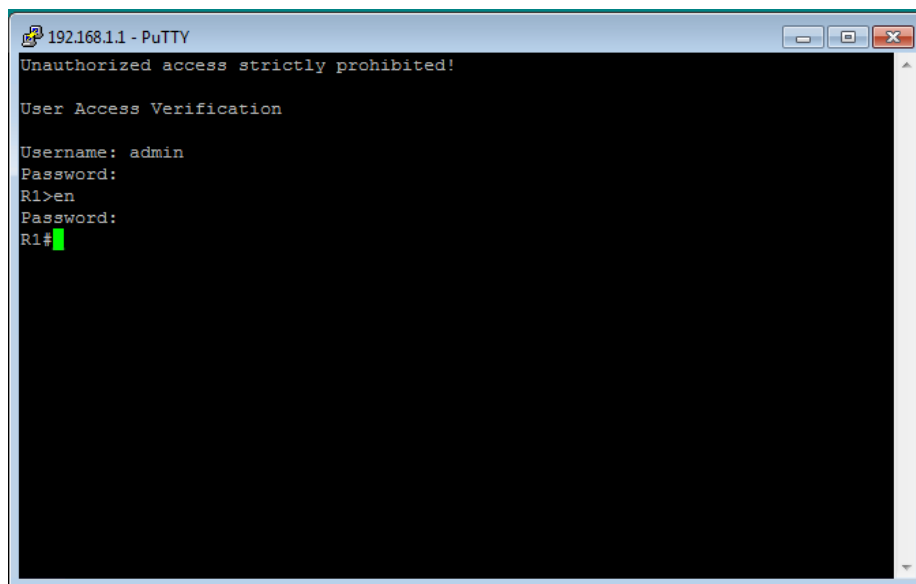 192.168.1.1 - PuTTY
Unauthorized access strictly prohibited!
User Access Verification
Username: admin
Password:
R1>en
Password:
R1#